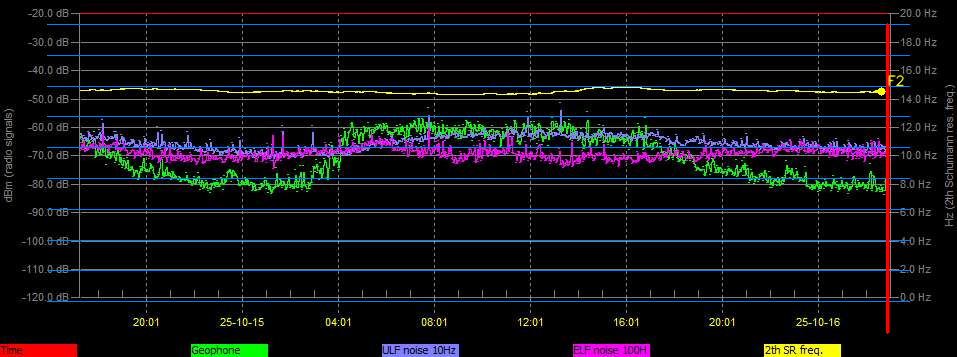 -20.0 dB 20.0 Hz
-30.0 dB 18.0 Hz
-40.0 dB 16.0 Hz
F2
-50.0 dB 14.0 Hz
-60.0 dB 12.0 Hz
-70.0 dB 10.0 Hz
-80.0 dB 8.0 Hz
-90.0 dB 6.0 Hz
-100.0 dB 4.0 Hz
-110.0 dB 2.0 Hz
-120.0 dB 0.0 Hz
dBm (radio signals)
Hz (2th Schumann res. freq.)
20:01 25-10-15 04:01 08:01 12:01 16:01 20:01 25-10-16
Time Geophone ULF noise 10Hz ELF noise 100H 2th SR freq.